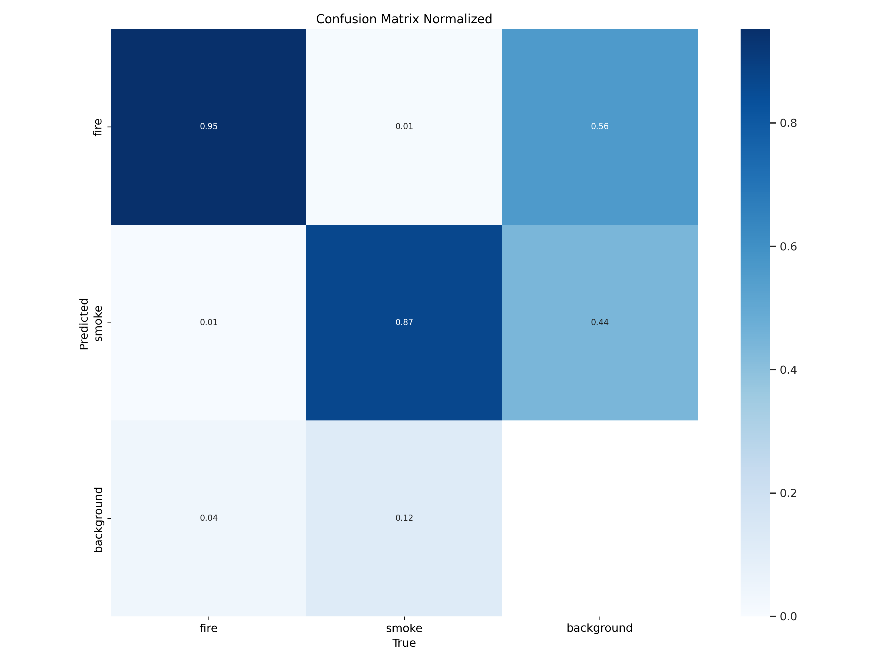 Confusion Matrix Normalized
fire
0.95
0.01
0.56
0.8
0.6
Predicted
smoke
0.01
0.87
0.44
0.4
0.2
background
0.04
0.12
0.0
fire
smoke
background
True